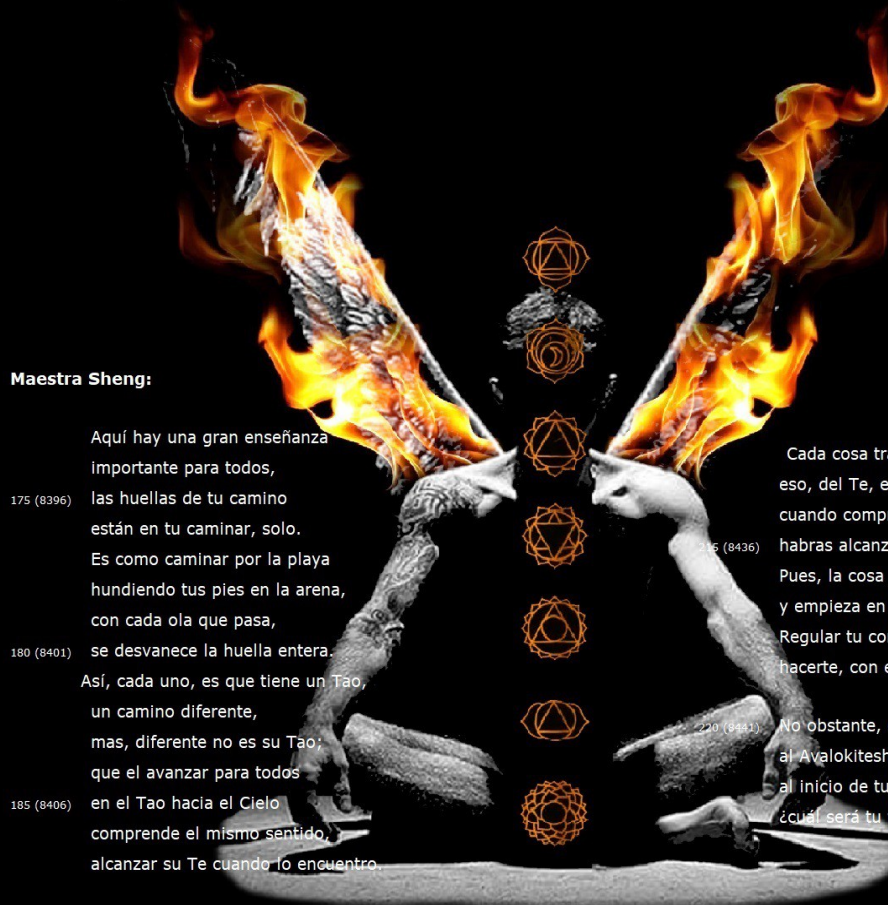 Maestra Sheng:
Aquí hay una gran enseñanza
importante para todos,
175 (8396) las huellas de tu camino
están en tu caminar, solo.
Es como caminar por la playa
hundiendo tus pies en la arena,
con cada ola que pasa,
180 (8401) se desvanece la huella entera.
Así, cada uno, es que tiene un Tao,
un camino diferente,
mas, diferente no es su Tao;
que el avanzar para todos
185 (8406) en el Tao hacia el Cielo
comprende el mismo sentido,
alcanzar su Te cuando lo encuentro.
Cada cosa
eso, del Te,
cuando
(8436) habras
Pues, la cosa
y empieza en
Regular tu
hacerte, con
220 (8441) No obstante,
al
al inicio de
¿cuál será tu